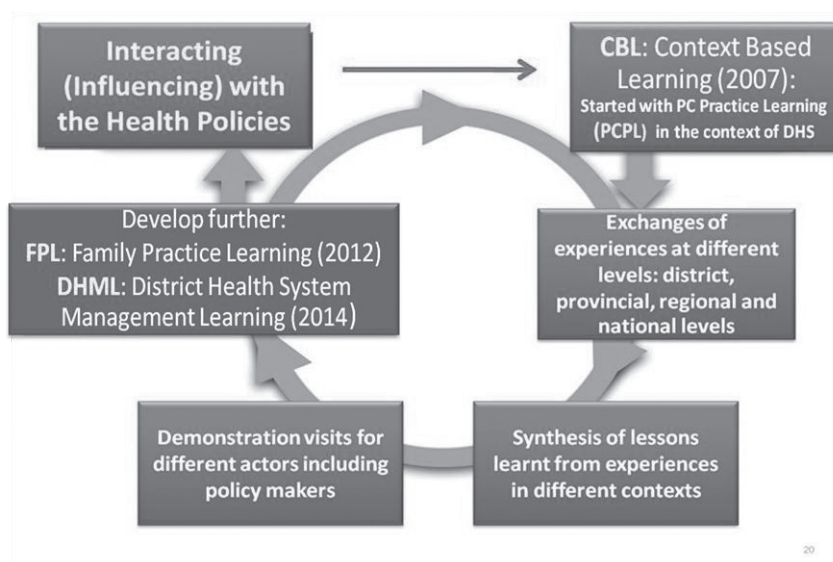 Interacting
(Influencing) with
the Health Policies
CBL: Context Based
Learning (2007):
Started with PC Practice Learning
(PCPL) in the context of DHS
Develop further:
FPL: Family Practice Learning (2012)
DHML: District Health System
Management Learning (2014)
Exchanges of
experiences at different
levels: district,
provincial, regional and
national levels
Demonstration visits for
different actors including
policy makers
Synthesis of lessons
learnt from experiences
in different contexts
20